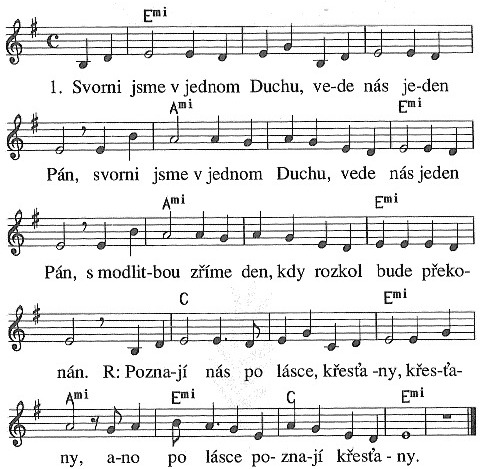 Emi
1. Svorni jsme v jednom Duchu, ve-de nás je-den
Ami Emi
Pán, svorni jsme v jednom Duchu, vede nás jeden
Ami Emi
Pán, s modlit-bou zříme den, kdy rozkol bude překo-
C Emi
nán. R: Pozna-jí nás po lásce, křesťa-ny, křes-ťa-
Ami Emi G Emi
ny, a-no po lásce po-zna-jí křesťa-ny.